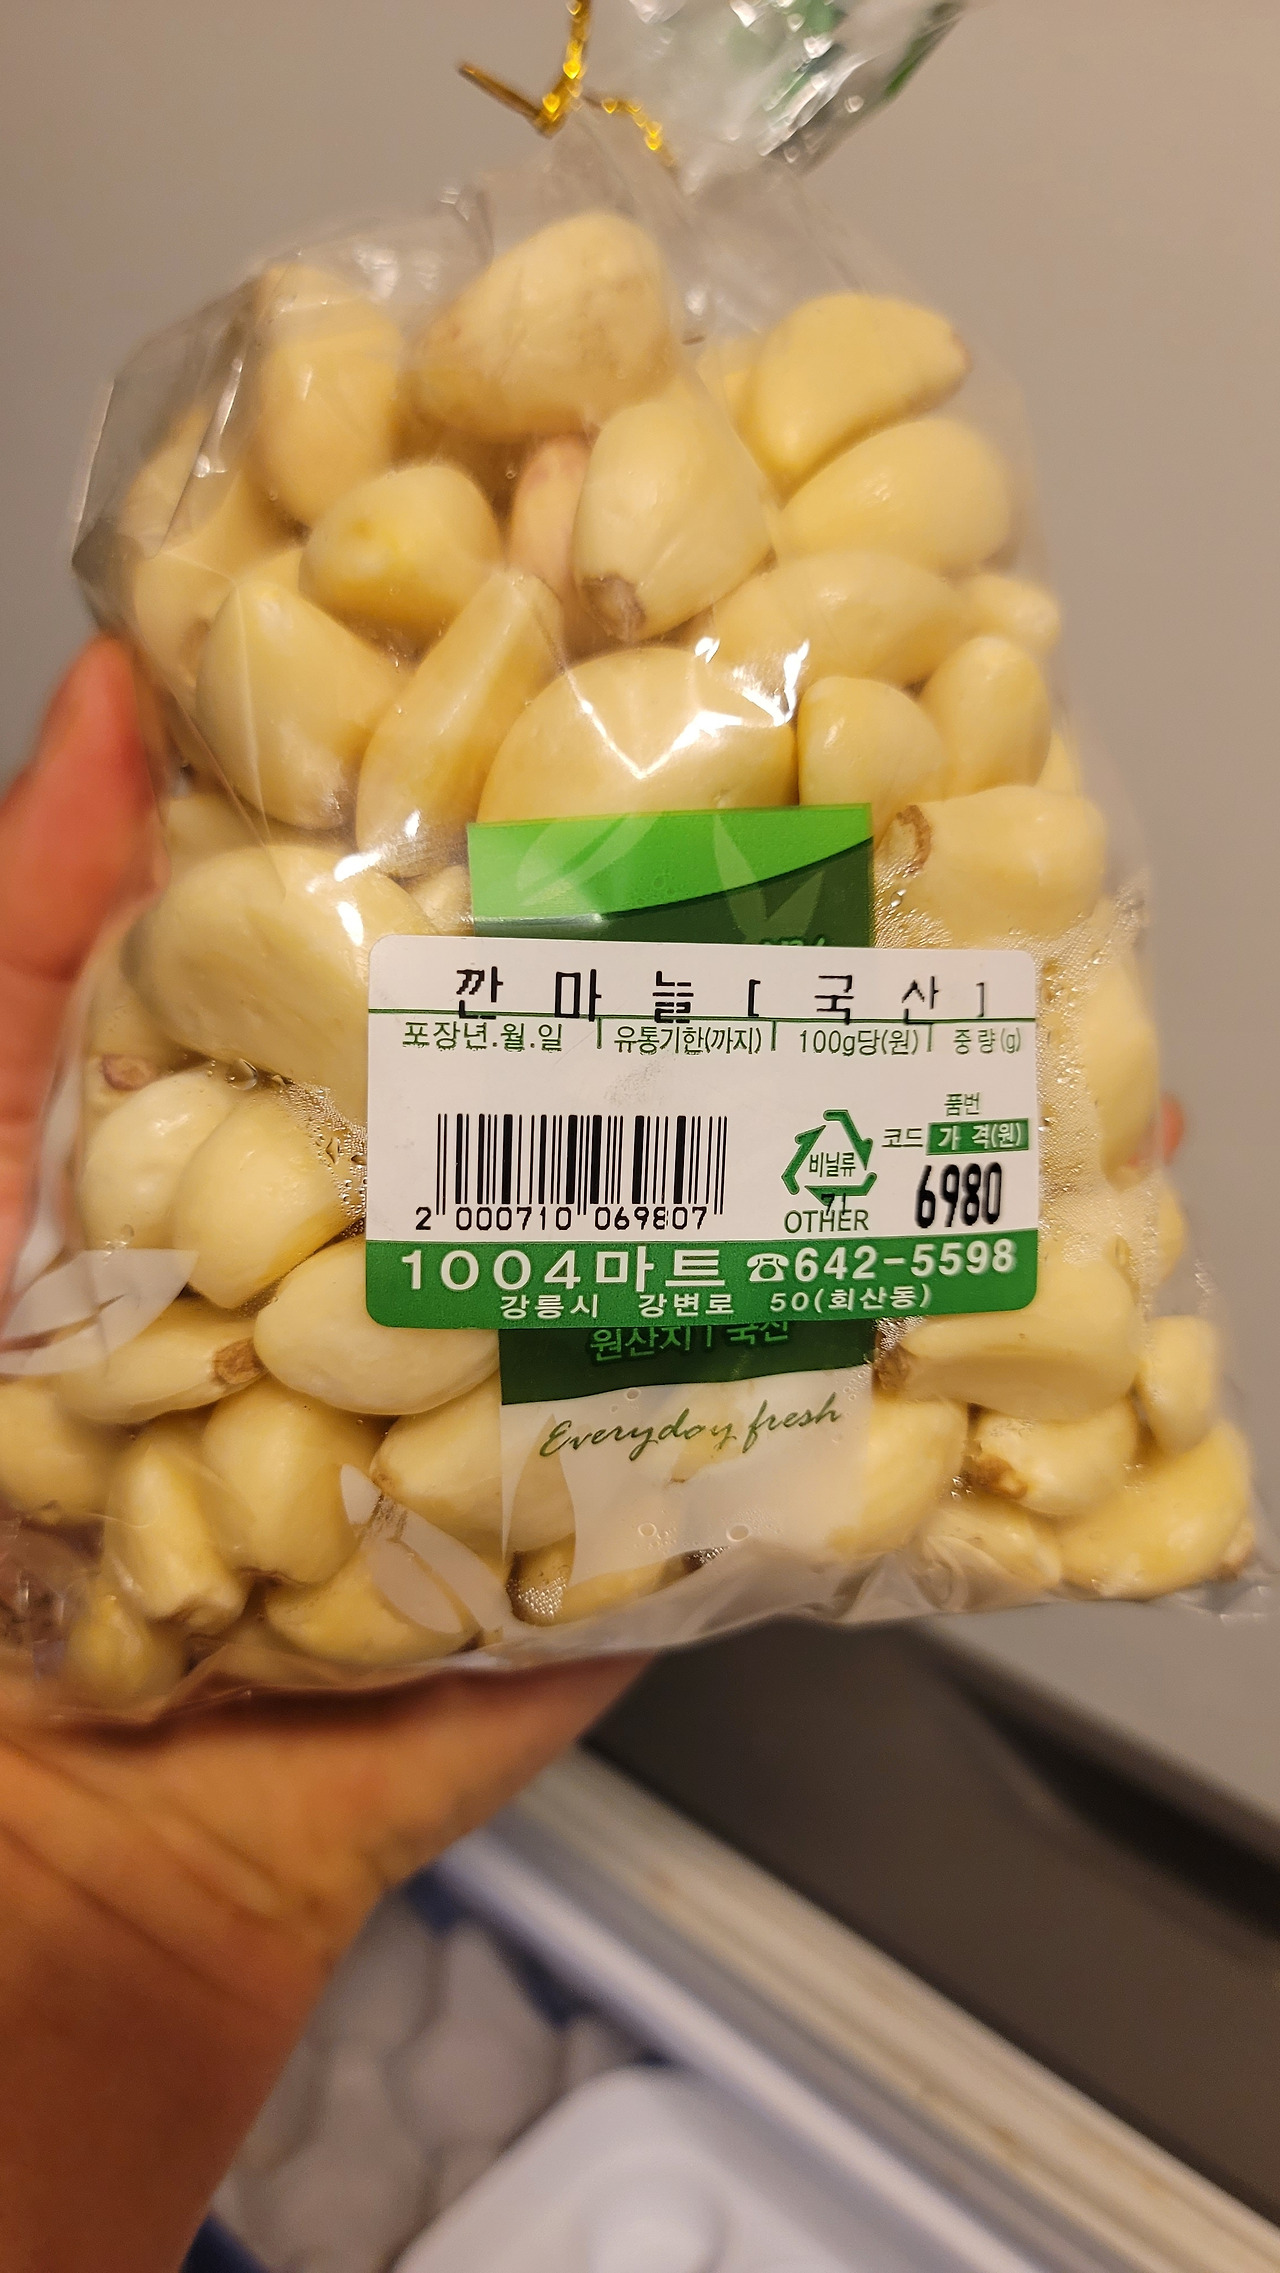 깐 마 늘 [ 국 산 ]
포장년.월.일 유통기한(까지) 100g당(원) 중량(g)
품번
코드 가 격(원)
비닐류
OTHER
6980
2 000710 069807
1004마트 ☎642-5598
강릉시 강변로 50(회산동)
원산지 | 국산
Everyday fresh